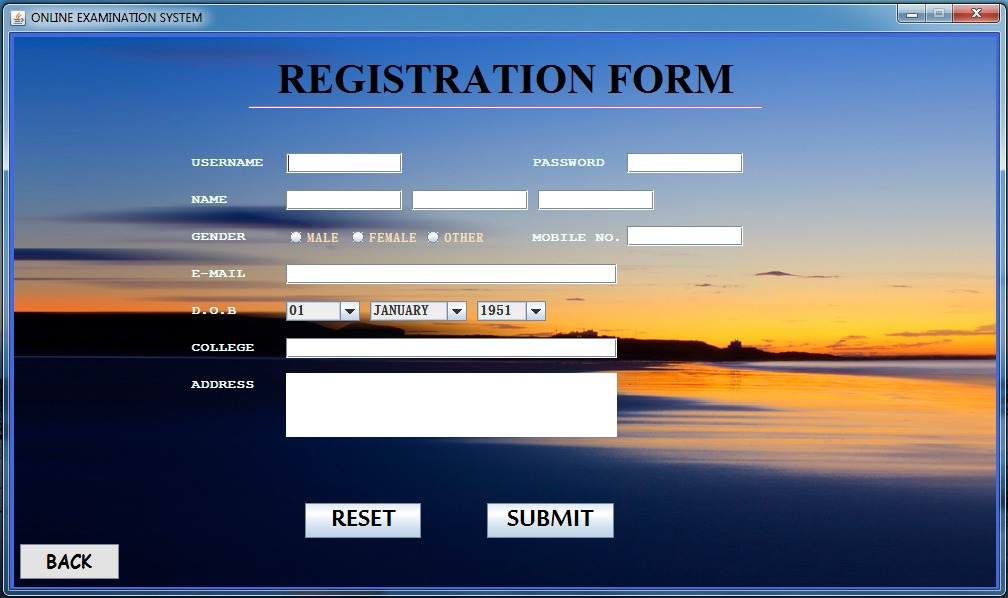 ONLINE EXAMINATION SYSTEM
REGISTRATION FORM
USERNAME PASSWORD
NAME
GENDER MALE FEMALE OTHER MOBILE NO.
E-MAIL
D.O.B 01 JANUARY 1951
COLLEGE
ADDRESS
RESET SUBMIT
BACK